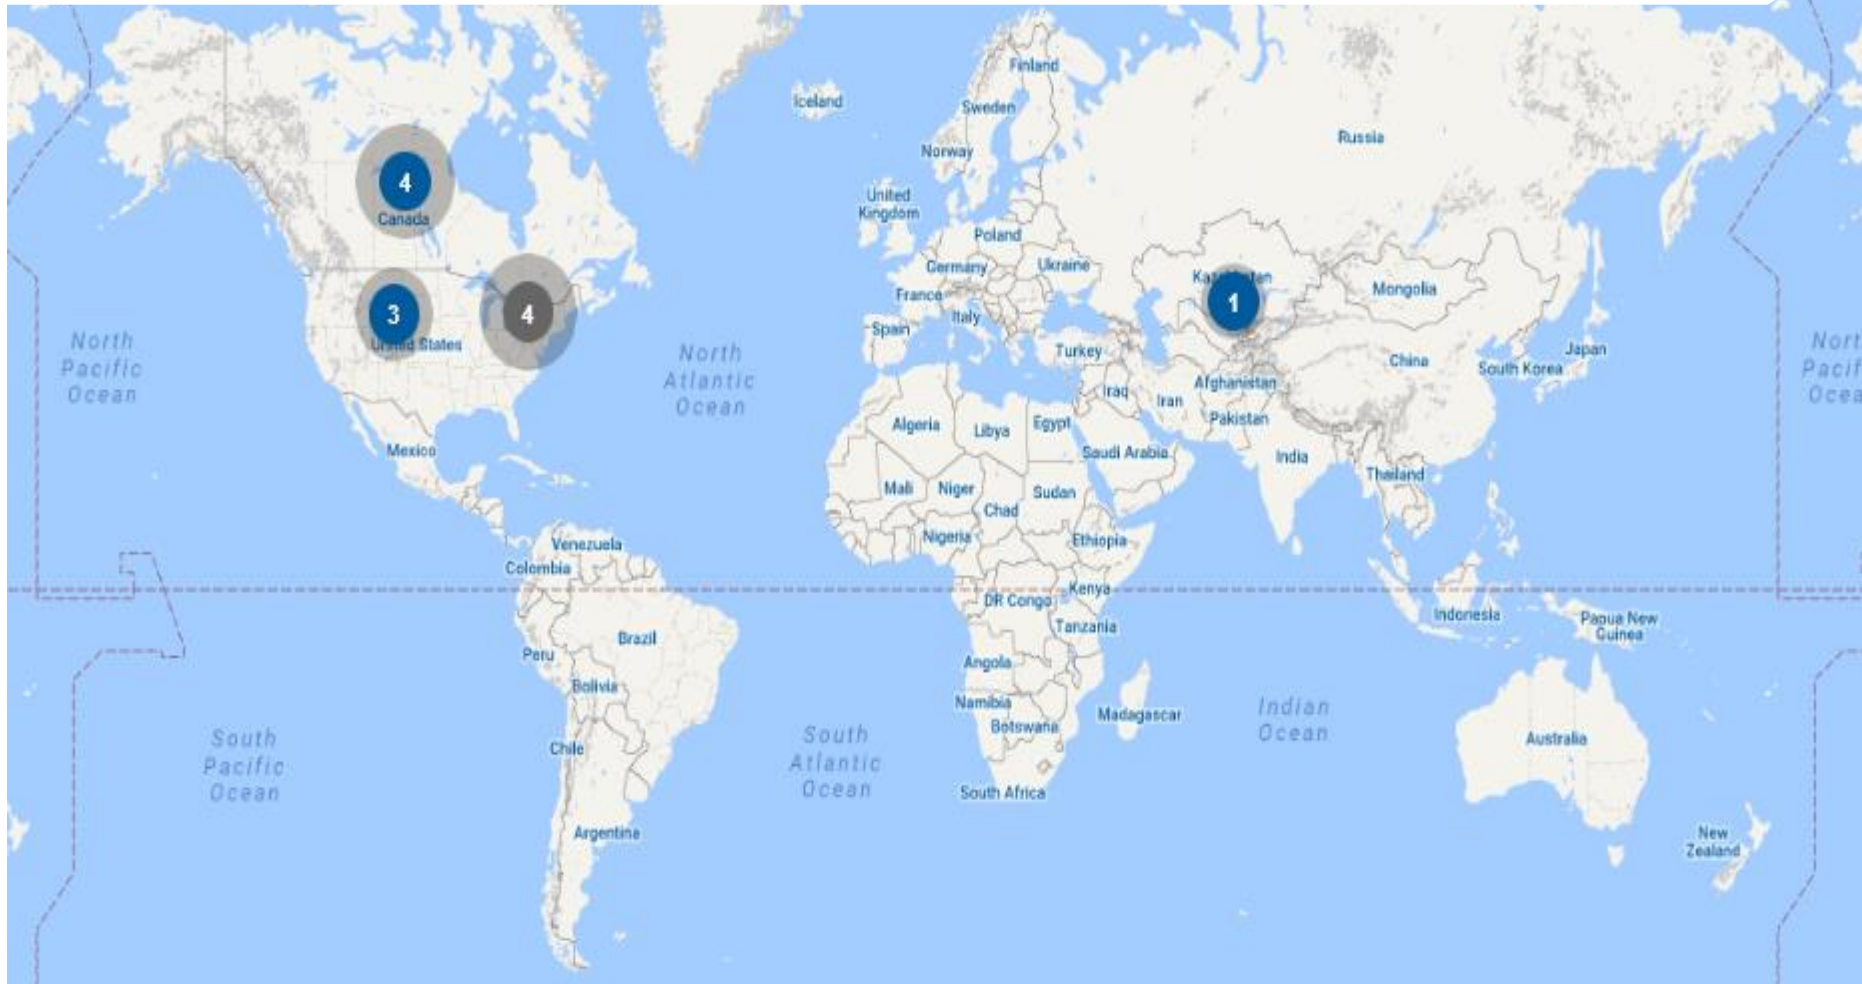 Finland
Iceland
Sweden
Russia
Norway
4
United
Kingdom
Canada
Poland
Germany
Ukraine
Mongolia
France
1
3
4
Italy
Spain
United States
North
Pacific
Ocean
North
Atlantic
Ocean
Turkey
China
Japan
South Korea
Afghanistan
Iraq
Iran
Pakistan
Algeria
Libya
Egypt
Mexico
Saudi Arabia
India
Thailand
Mali
Niger
Sudan
Chad
Nigeria
Ethiopia
Venezuela
Colombia
Kenya
DR Congo
Indonesia
Papua New
Guinea
Tanzania
Brazil
Peru
Angola
Bolivia
Namibia
Botswana
Madagascar
Indian
Ocean
South
Pacific
Ocean
South
Atlantic
Ocean
Chile
Australia
South Africa
Argentina
New
Zealand